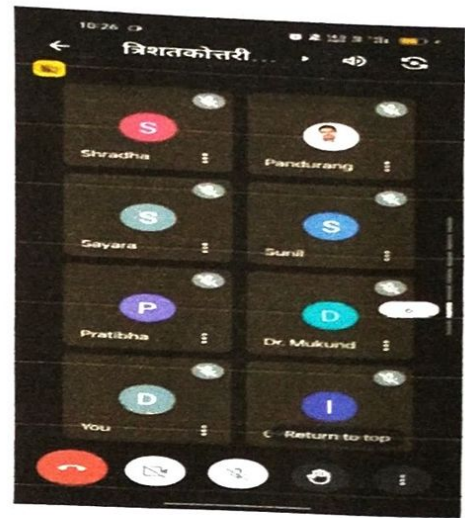 10:26
त्रिशतकोत्तरी...
S
Shradha
Pandurang
S
Sayara
S
Sunil
P
Pratibha
D
Dr. Mukund
D
You
I
Return to top